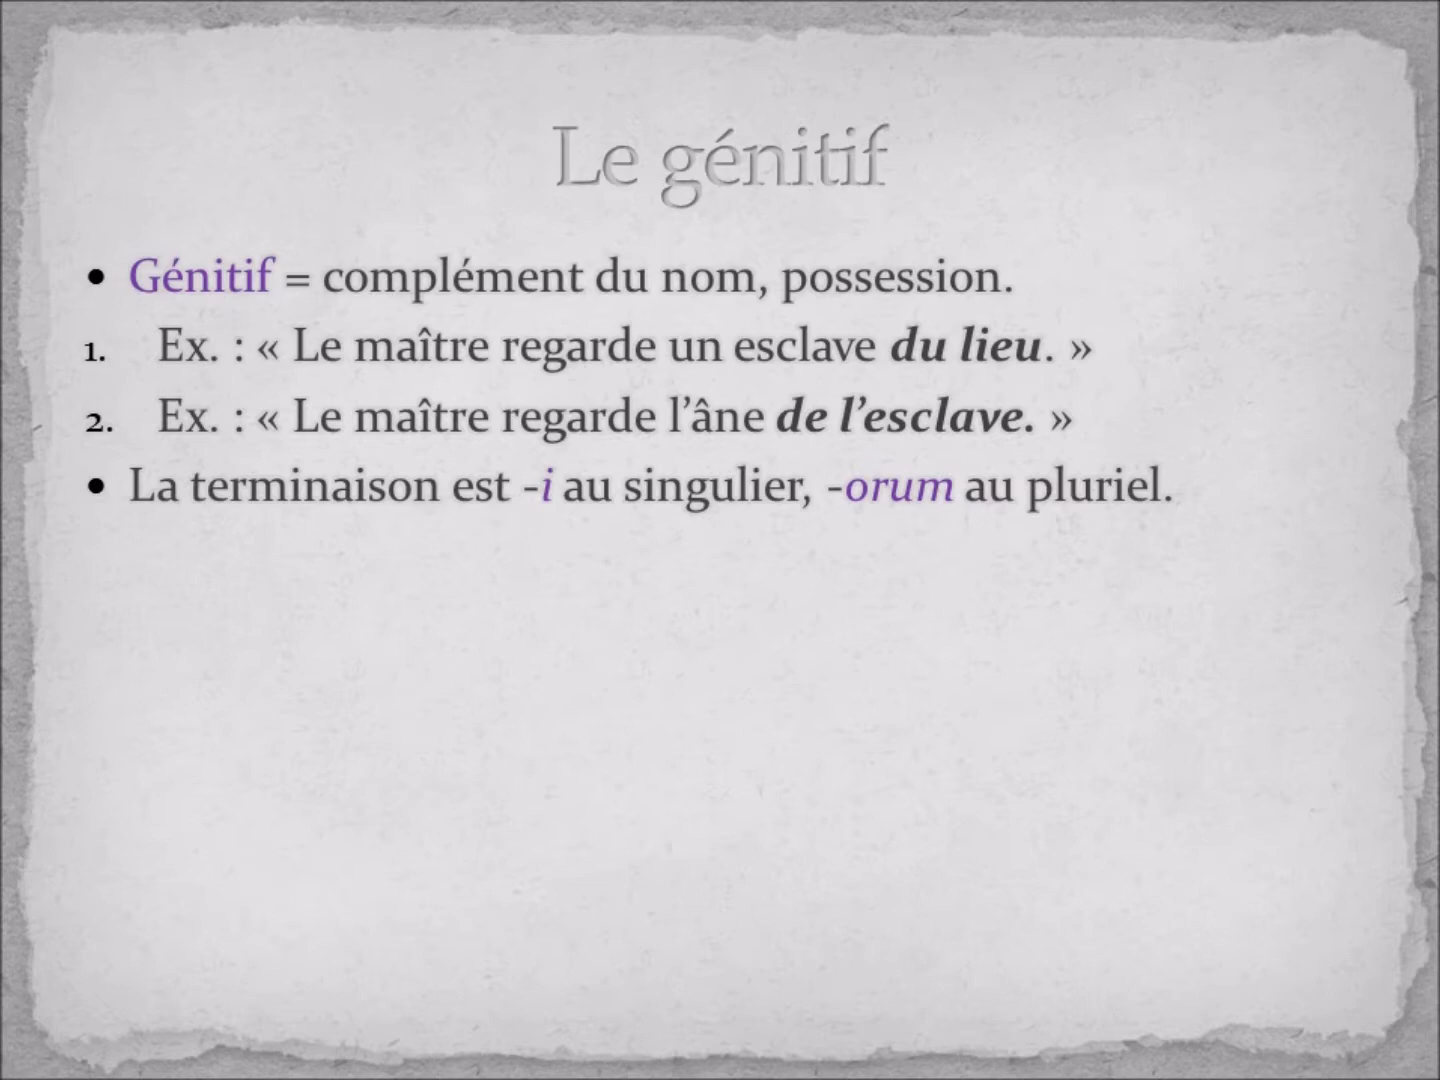 Le génitif
• Génitif = complément du nom, possession.
1. Ex. : « Le maître regarde un esclave du lieu. »
2. Ex. : « Le maître regarde l’âne de l’esclave. »
• La terminaison est -i au singulier, -orum au pluriel.